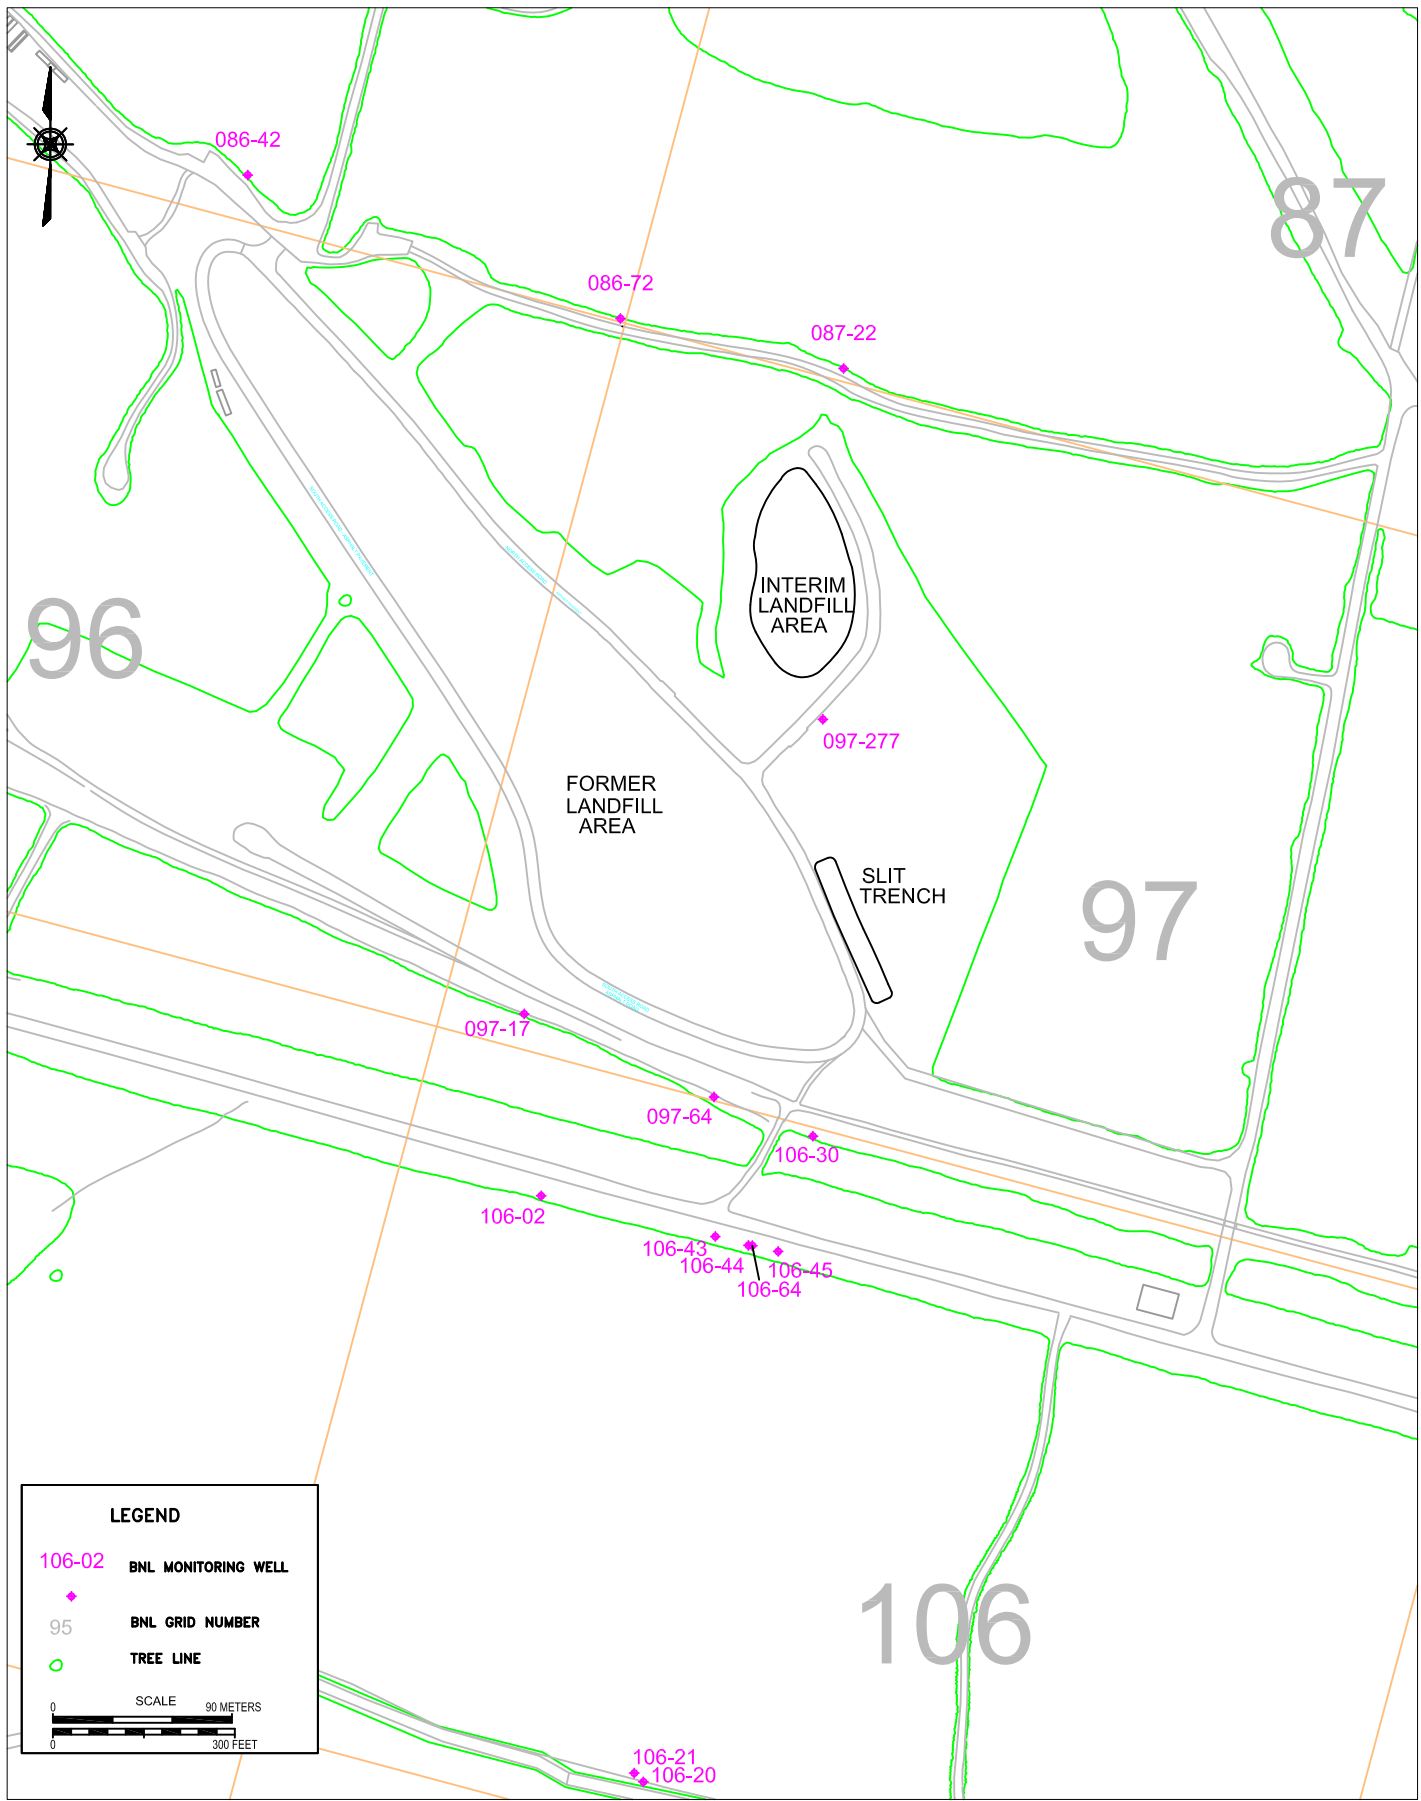 086-42
87
086-72
087-22
INTERIM
LANDFILL
AREA
96
097-277
FORMER
LANDFILL
AREA
SLIT
TRENCH
97
097-17
097-64
106-30
106-02
106-43
106-44
106-45
106-64
LEGEND
106-02 BNL MONITORING WELL
95 BNL GRID NUMBER
TREE LINE
SCALE
0 90 METERS
0 300 FEET
106
106-21
106-20